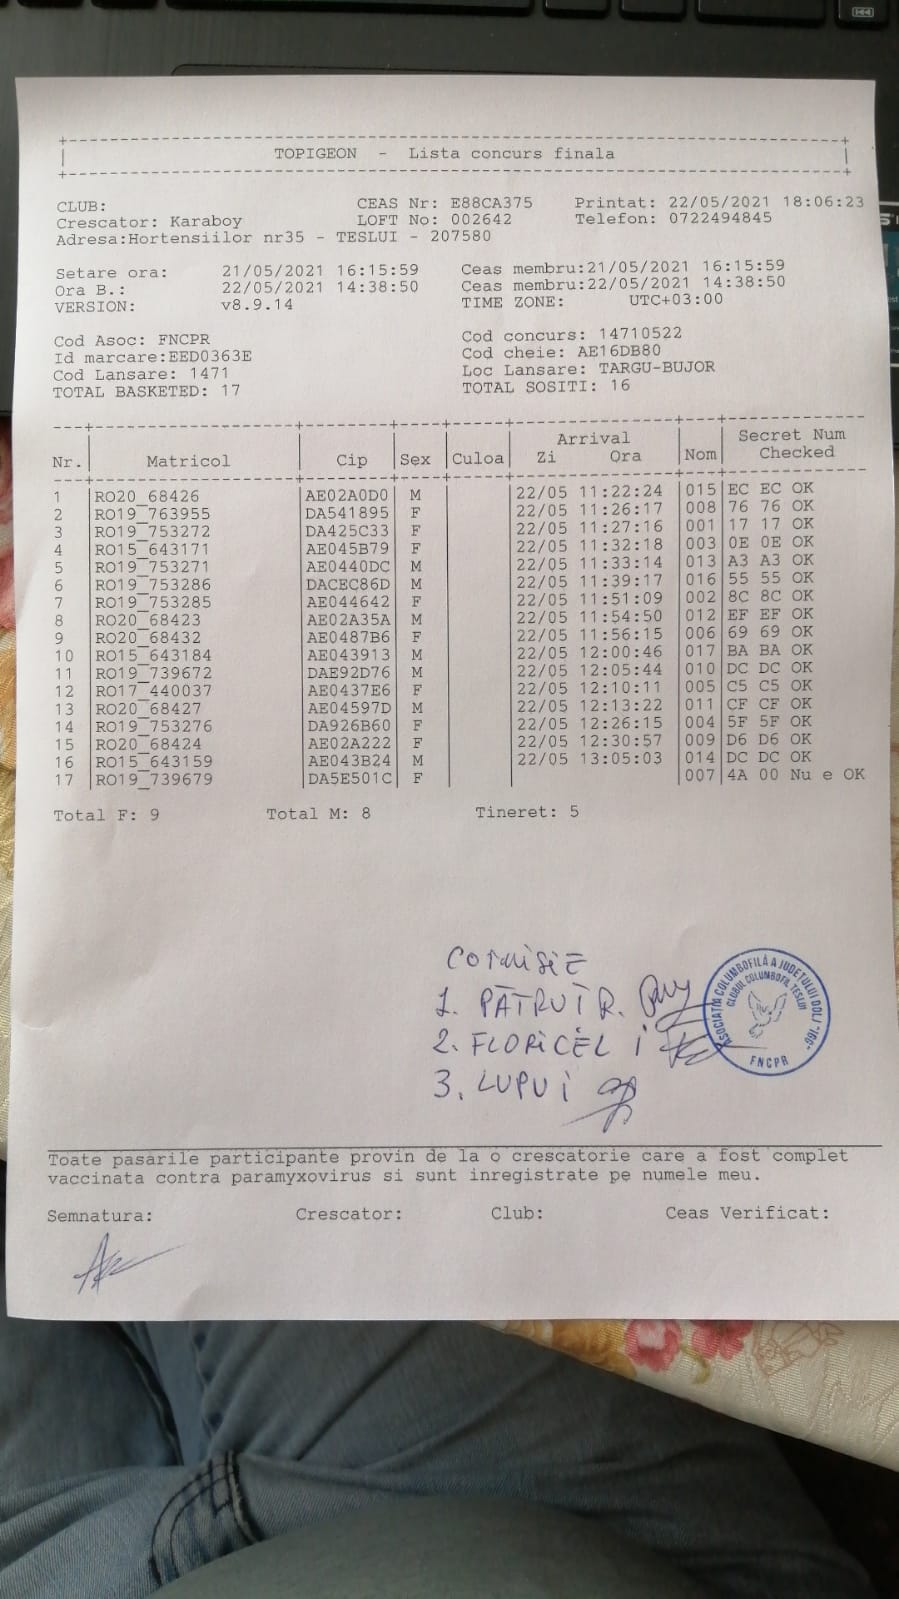 TOPIGEON - Lista concurs finala
CLUB: CEAS Nr: E88CA375 Printat: 22/05/2021 18:06:23
Crescator: Karaboy LOFT No: 002642 Telefon: 0722494845
Adresa:Hortensiilor nr35 - TESLUI - 207580
Setare ora: 21/05/2021 16:15:59 Ceas membru:21/05/2021 16:15:59
Ora B.: 22/05/2021 14:38:50 Ceas membru:22/05/2021 14:38:50
VERSION: v8.9.14 TIME ZONE: UTC+03:00
Cod Asoc: FNCPR Cod concurs: 14710522
Id marcare:EED0363E Cod cheie: AE16DB80
Cod Lansare: 1471 Loc Lansare: TARGU-BUJOR
TOTAL BASKETED: 17 TOTAL SOSITI: 16
Arrival Secret Num
Nr. Matricol Cip Sex Culoa Zi Ora Nom Checked
1 RO20_68426 AE02A0D0 M 22/05 11:22:24 015 EC EC OK
2 RO19_763955 DA541895 F 22/05 11:26:17 008 76 76 OK
3 RO19_753272 DA425C33 F 22/05 11:27:16 001 17 17 OK
4 RO15_643171 AE045B79 F 22/05 11:32:18 003 0E 0E OK
5 RO19_753271 AE0440DC M 22/05 11:33:14 013 A3 A3 OK
6 RO19_753286 DACEC86D M 22/05 11:39:17 016 55 55 OK
7 RO19_753285 AE044642 F 22/05 11:51:09 002 8C 8C OK
8 RO20_68423 AE02A35A M 22/05 11:54:50 012 EF EF OK
9 RO20_68432 AE0487B6 F 22/05 11:56:15 006 69 69 OK
10 RO15_643184 AE043913 M 22/05 12:00:46 017 BA BA OK
11 RO19_739672 DAE92D76 M 22/05 12:05:44 010 DC DC OK
12 RO17_440037 AE0437E6 F 22/05 12:10:11 005 C5 C5 OK
13 RO20_68427 AE04597D M 22/05 12:13:22 011 CF CF OK
14 RO19_753276 DA926B60 F 22/05 12:26:15 004 5F 5F OK
15 RO20_68424 AE02A222 F 22/05 12:30:57 009 D6 D6 OK
16 RO15_643159 AE043B24 M 22/05 13:05:03 014 DC DC OK
17 RO19_739679 DA5E501C F 007 4A 00 Nu e OK
Total F: 9 Total M: 8 Tineret: 5
COMISIE
1. PĂTRUȚ R.
2. FLORICEL I
3. LUPU I
ASOCIAȚIA COLUMBOFILĂ A JUDEȚULUI DOLJ "166"
CLUBUL COLUMBOFIL TESLUI
FNCPR
Toate pasarile participante provin de la o crescatorie care a fost complet
vaccinata contra paramyxovirus si sunt inregistrate pe numele meu.
Semnatura: Crescator: Club: Ceas Verificat: